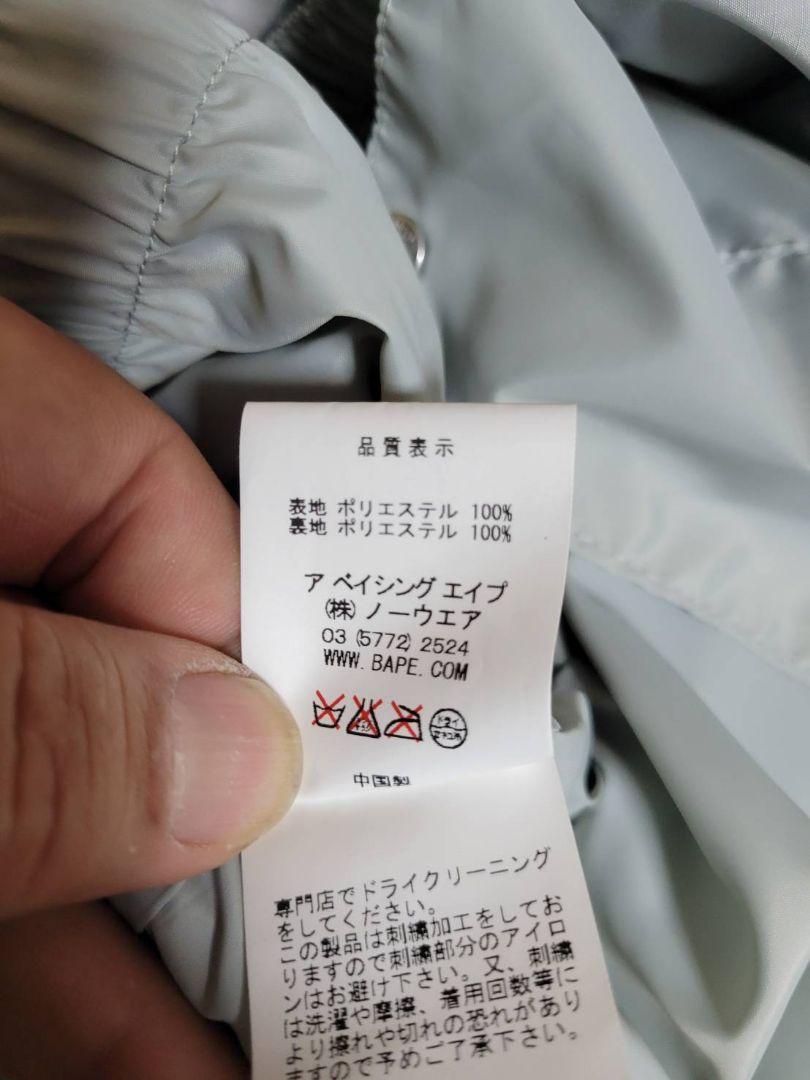 品質表示
表地 ポリエステル 100%
裏地 ポリエステル 100%
ア ベイシング エイプ
(株) ノーウエア
03 (5772) 2524
WWW. BAPE. COM
ドライ
中国製
専門店でドライクリーニング
をしてください。
この製品は刺繍加工をしてお
りますので刺繍部分のアイロ
ンはお避け下さい。又、刺繍
は洗濯や摩擦、着用回数等に
より擦れや切れの恐れがあり
ますので予めご了承下さい。